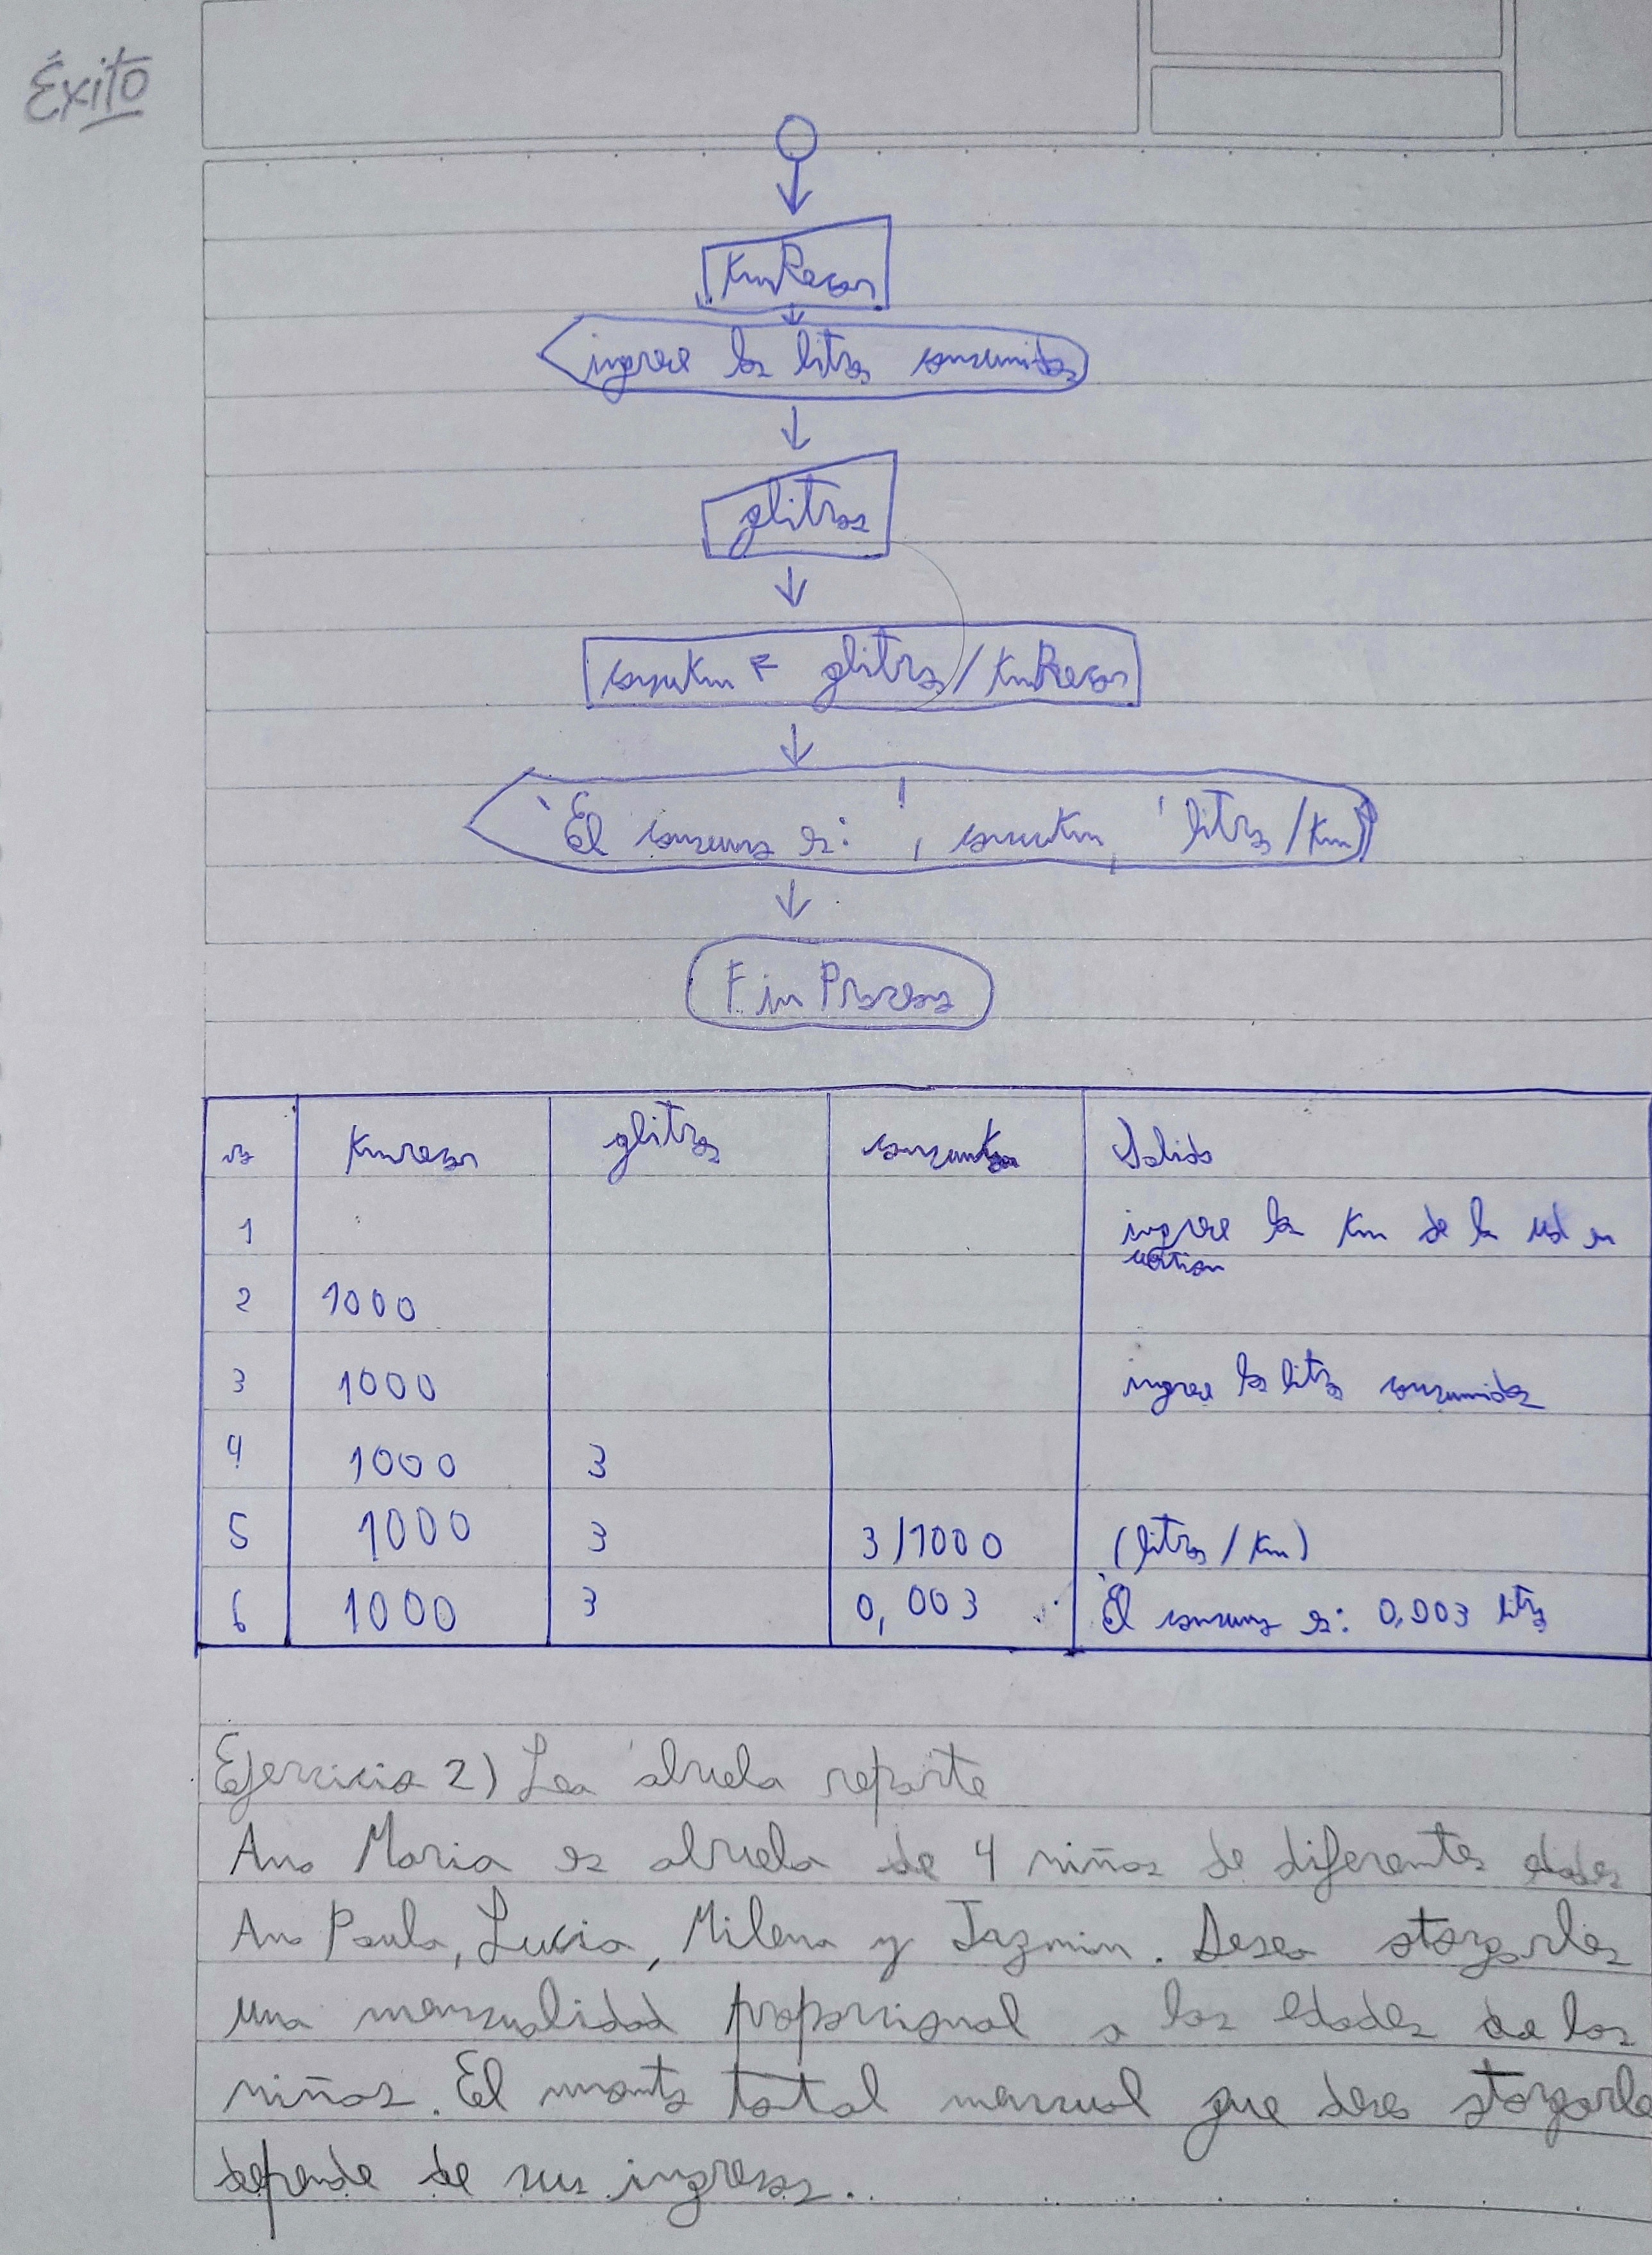 Éxito
KmRecor
ingrese los litros consumidos
glitros
consuKm = glitros/KmRecor
'El consumo es: ', consuKm, 'litros/Km'
Fin Proceso
glitros Salida
1 ingrese los Km de la ud en
2 1000
3 1000 ingrese los litros consumidos
4 1000 3
5 1000 3 3/1000 (litros/Km)
6 1000 3 0,003 El consumo es: 0,003 litros
Ejercicio 2) La abuela reparte
Ana Maria es abuela de 4 niños de diferentes edades
Ana Paula, Lucia, Milena y Jazmin. Desea otorgarles
una mensualidad proporcional a las edades de los
niños. El monto total mensual que desea otorgarle
depende de sus ingresos..